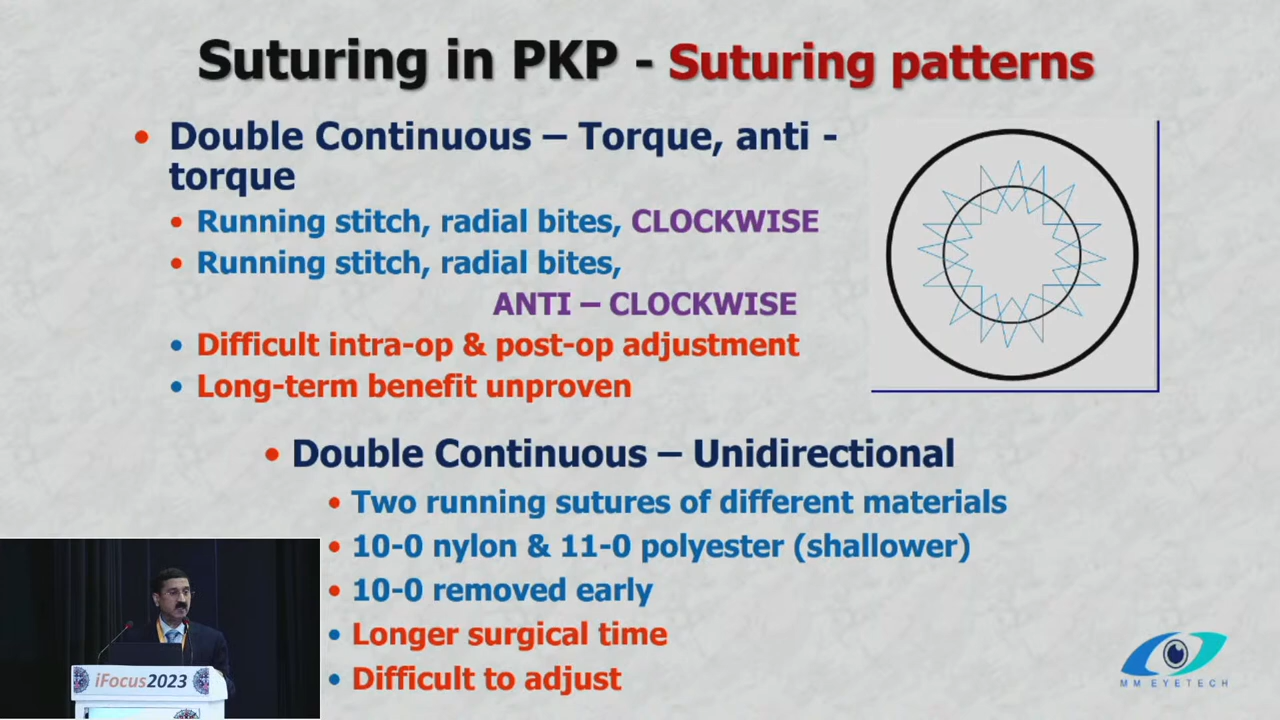 Suturing in PKP - Suturing patterns
• Double Continuous – Torque, anti -
torque
• Running stitch, radial bites, CLOCKWISE
• Running stitch, radial bites,
ANTI – CLOCKWISE
• Difficult intra-op & post-op adjustment
• Long-term benefit unproven
• Double Continuous – Unidirectional
• Two running sutures of different materials
• 10-0 nylon & 11-0 polyester (shallower)
• 10-0 removed early
• Longer surgical time
• Difficult to adjust
iFocus2023
MM EYETECH